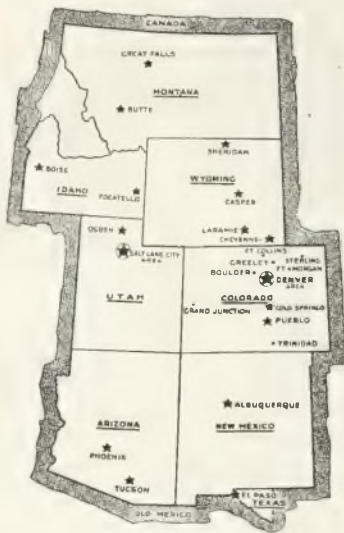 CANADA
GREAT FALLS
MONTANA
BUTTE
SHERIDAN
BOISE
WYOMING
IDAHO
POCATELLO
CASPER
OGDEN
LARAMIE
CHEYENNE
SALT LAKE CITY
AREA
FT COLLINS
STERLING
GREELEY
FT MORGAN
BOULDER
DENVER
AREA
UTAH
COLORADO
GRAND JUNCTION
COLO SPRINGS
PUEBLO
TRINIDAD
ALBUQUERQUE
ARIZONA
NEW MEXICO
PHOENIX
TUCSON
EL PASO
TEXAS
OLD MEXICO